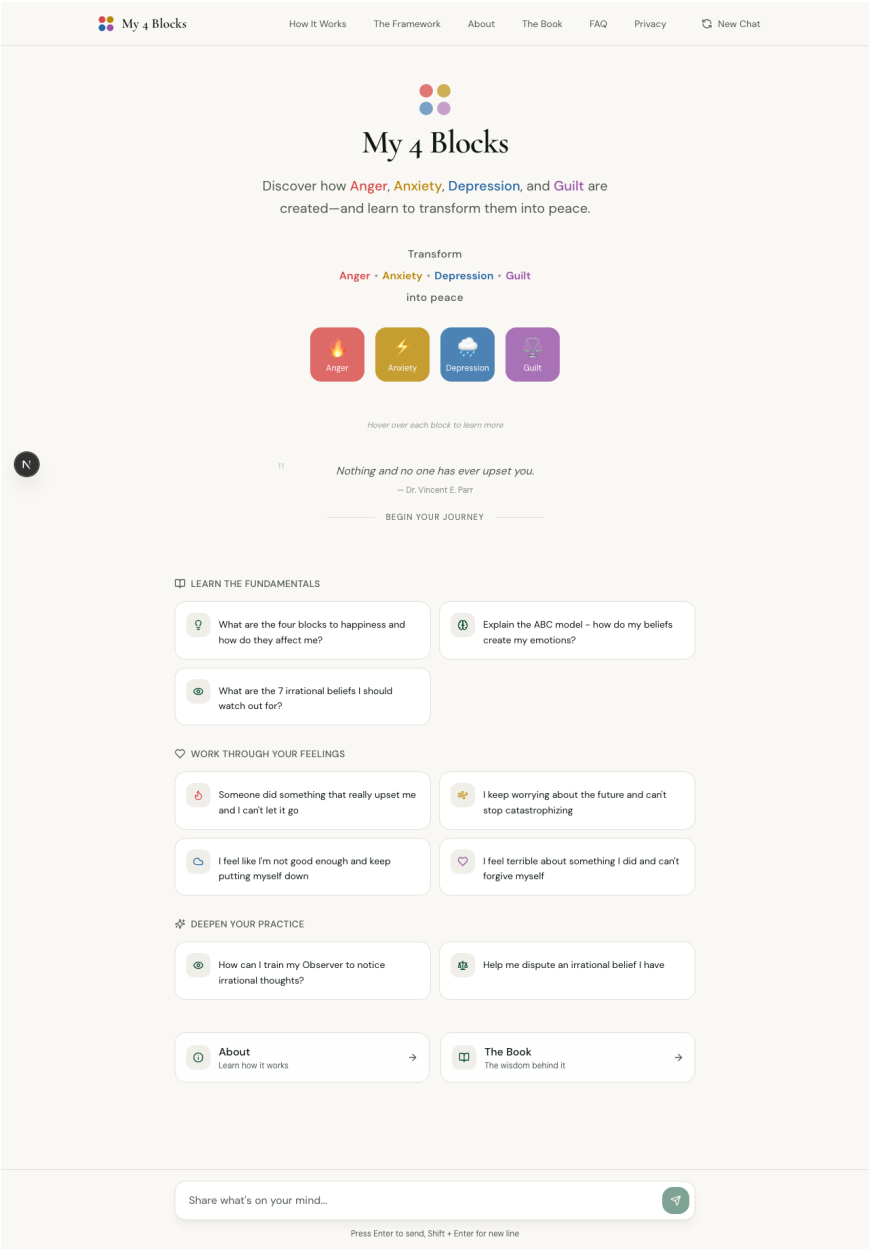 My 4 Blocks
How It Works
The Framework
About
The Book
FAQ
Privacy
New Chat
My 4 Blocks
Discover how Anger, Anxiety, Depression, and Guilt are
created—and learn to transform them into peace.
Transform
Anger • Anxiety • Depression • Guilt
into peace
Anger
Anxiety
Depression
Guilt
Hover over each block to learn more
"
Nothing and no one has ever upset you.
— Dr. Vincent E. Parr
BEGIN YOUR JOURNEY
N
LEARN THE FUNDAMENTALS
What are the four blocks to happiness and
how do they affect me?
Explain the ABC model - how do my beliefs
create my emotions?
What are the 7 irrational beliefs I should
watch out for?
WORK THROUGH YOUR FEELINGS
Someone did something that really upset me
and I can't let it go
I keep worrying about the future and can't
stop catastrophizing
I feel like I'm not good enough and keep
putting myself down
I feel terrible about something I did and can't
forgive myself
DEEPEN YOUR PRACTICE
How can I train my Observer to notice
irrational thoughts?
Help me dispute an irrational belief I have
About
Learn how it works
The Book
The wisdom behind it
Share what's on your mind...
Press Enter to send, Shift + Enter for new line